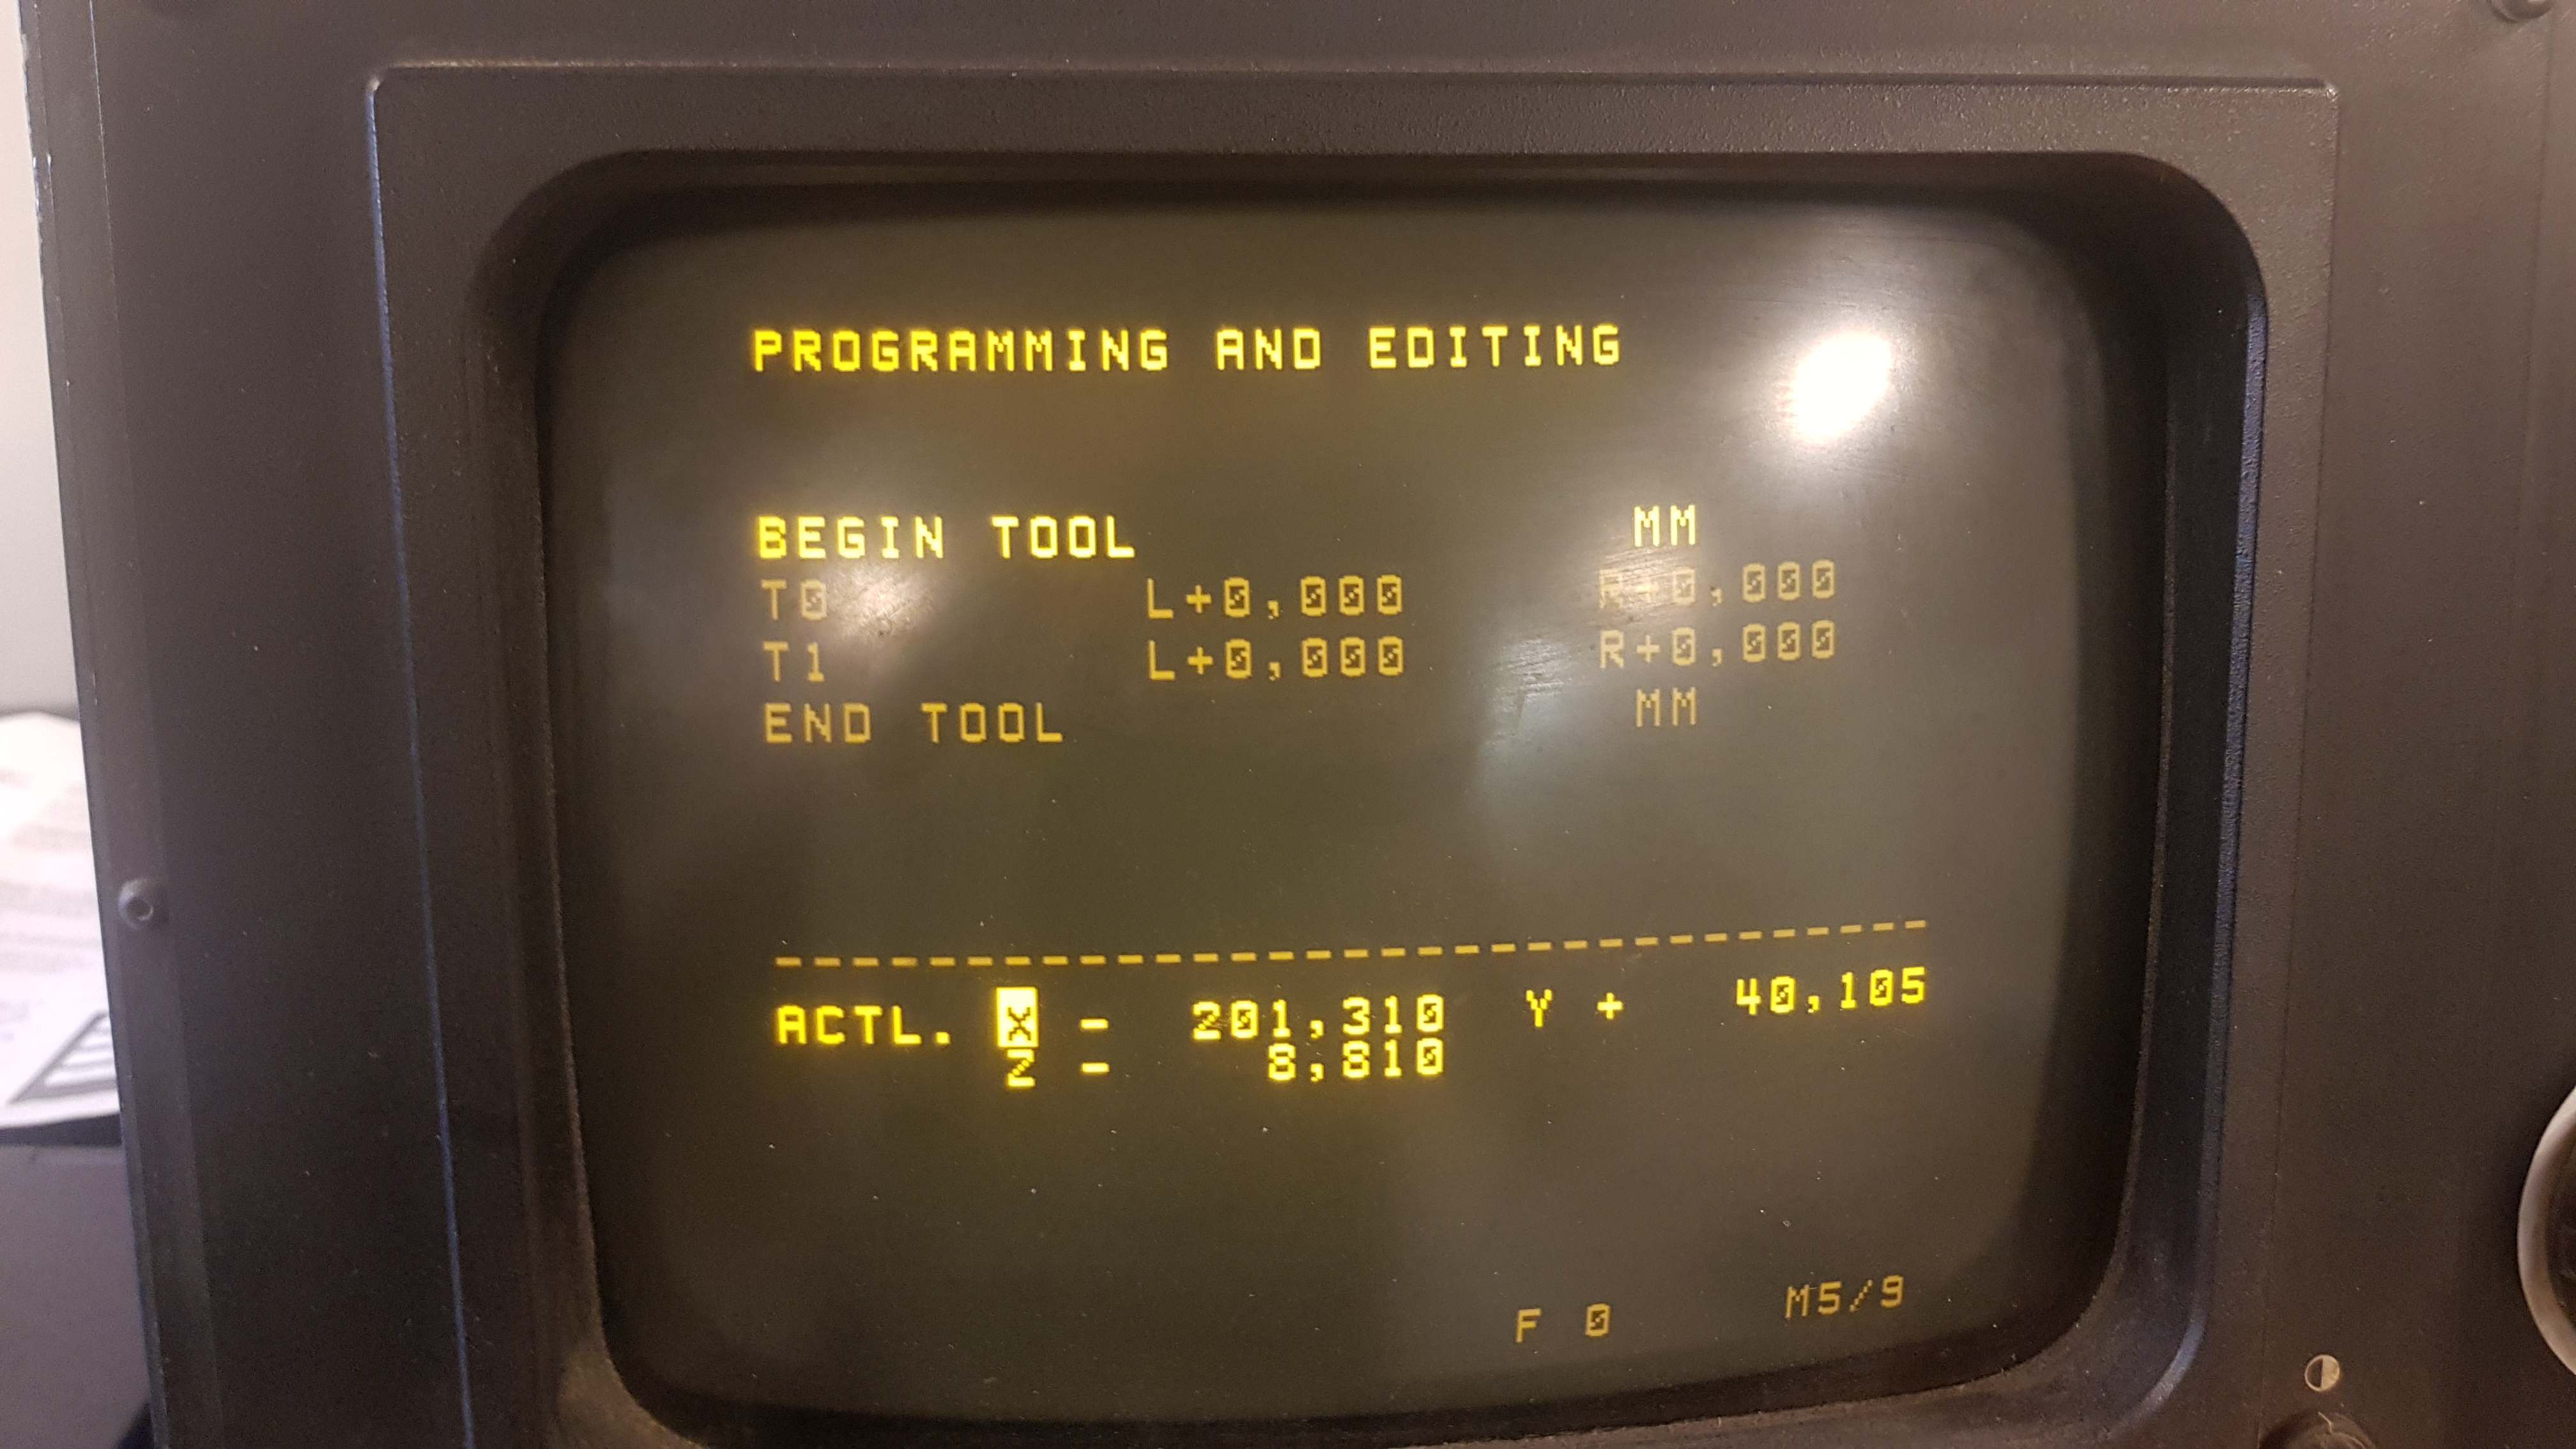 PROGRAMMING AND EDITING
BEGIN TOOL MM
T0 L+0,000 R+0,000
T1 L+0,000 R+0,000
END TOOL MM
--------------------------------
ACTL. X - 201,310 Y + 40,105
Z - 8,810
F 0 M5/9